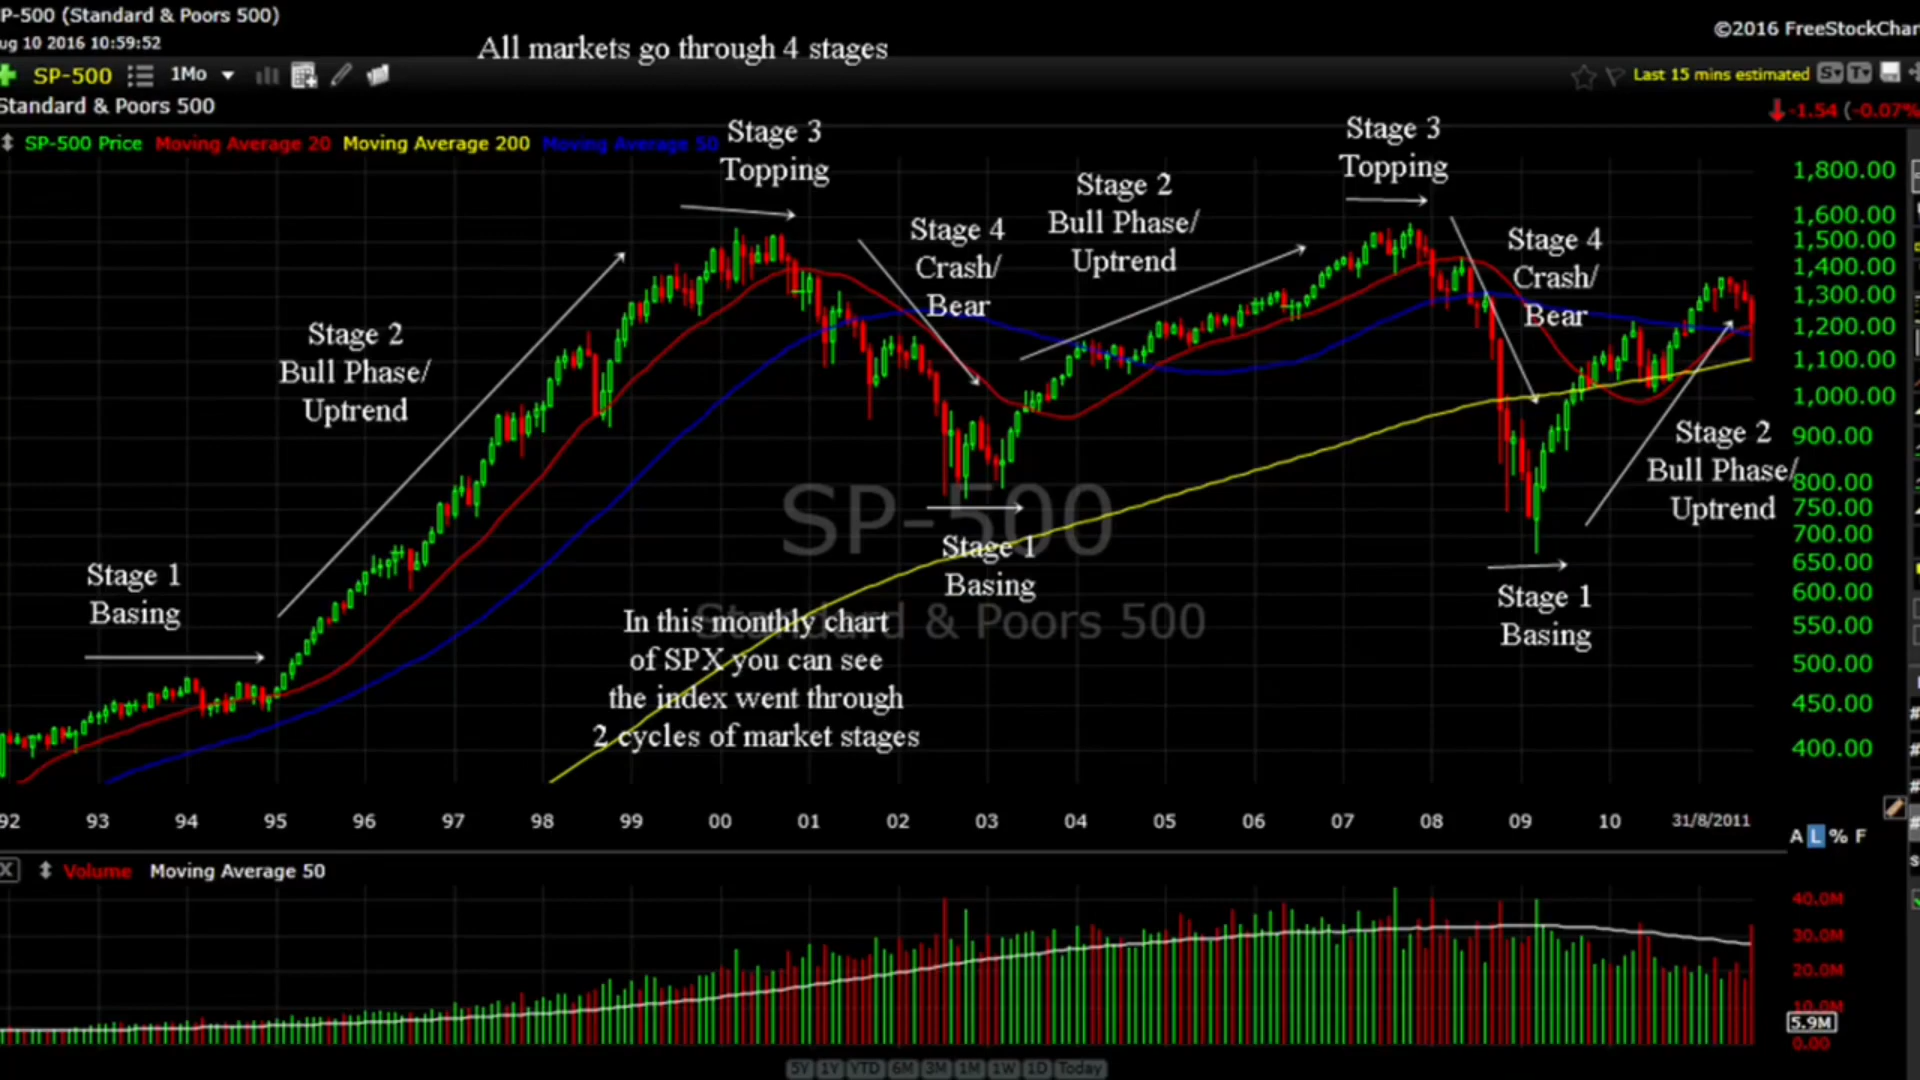 P-500 (Standard & Poors 500)
ug 10 2016 10:59:52
All markets go through 4 stages
©2016 FreeStockChar
SP-500 1Mo
Last 15 mins estimated
S T
Standard & Poors 500
-1.54 (-0.07%
SP-500 Price Moving Average 20 Moving Average 200 Moving Average 50
Stage 3
Topping
Stage 3
Topping
Stage 2
Bull Phase/
Uptrend
Stage 4
Crash/
Bear
Stage 4
Crash/
Bear
Stage 2
Bull Phase/
Uptrend
Stage 2
Bull Phase/
Uptrend
Stage 1
Basing
Stage 1
Basing
Stage 1
Basing
SP-500
Standard & Poors 500
In this monthly chart
of SPX you can see
the index went through
2 cycles of market stages
1,800.00
1,600.00
1,500.00
1,400.00
1,300.00
1,200.00
1,100.00
1,000.00
900.00
800.00
750.00
700.00
650.00
600.00
550.00
500.00
450.00
400.00
92 93 94 95 96 97 98 99 00 01 02 03 04 05 06 07 08 09 10 31/8/2011
A L % F
X Volume Moving Average 50
40.0M
30.0M
20.0M
10.0M
5.9M
0.00
5Y 1Y YTD 6M 3M 1M 1W 1D Today